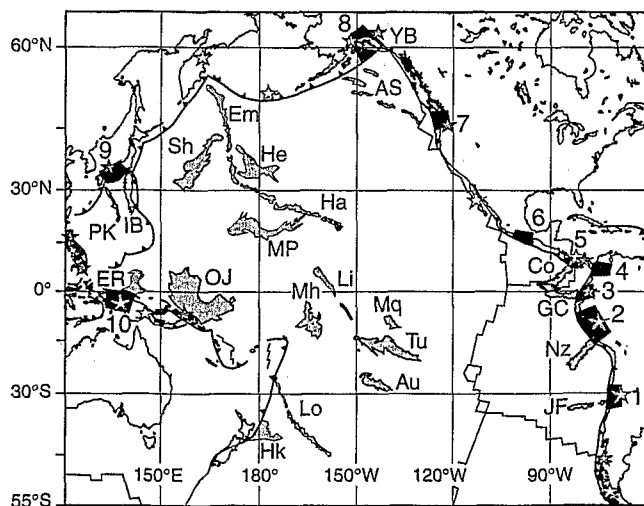 8
YB
60°N
AS
Em
7
9
Sh
He
30°N
Ha
6
PK
IB
MP
5
Co
4
ER
OJ
Li
0°
Mh
Mq
GC
3
10
2
Tu
Nz
Au
30°S
1
JF
Lo
Hk
55°S
150°E
180°
150°W
120°W
90°W